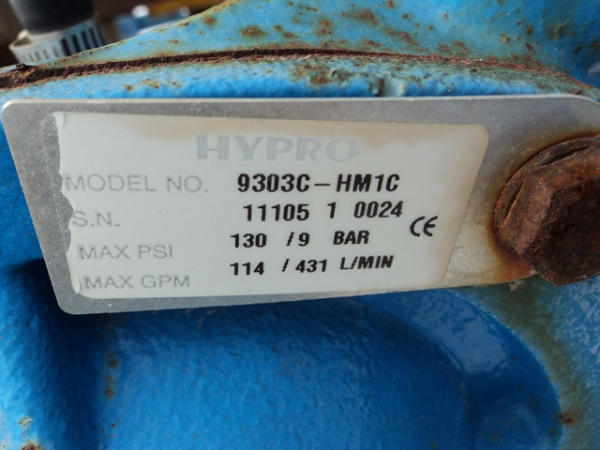 HYPRO
MODEL NO. 9303C-HM1C
S.N. 11105 1 0024
MAX PSI 130 /9 BAR CE
MAX GPM 114 / 431 L/MIN